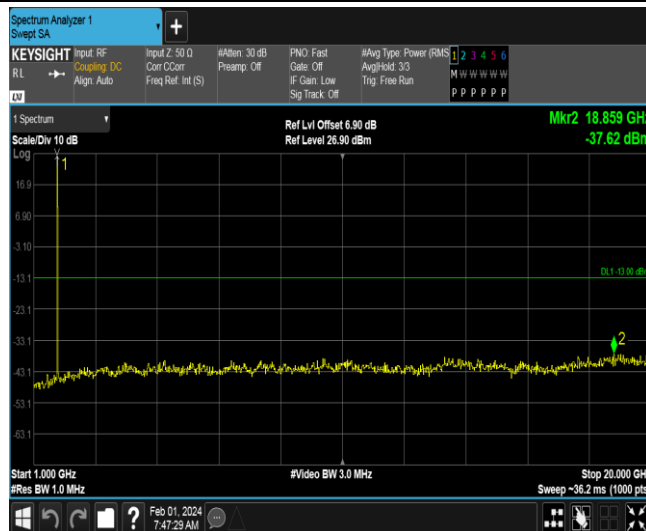 Spectrum Analyzer 1
Swept SA
KEYSIGHT
RL
Input: RF
Coupling: DC
Align: Auto
Input Z: 50 Ω
Corr CCorr
Freq Ref: Int (S)
#Atten: 30 dB
Preamp: Off
PNO: Fast
Gate: Off
IF Gain: Low
Sig Track: Off
#Avg Type: Power (RMS
Avg|Hold: 3/3
Trig: Free Run
1 2 3 4 5 6
M W W W W W
P P P P P P
1 Spectrum
Scale/Div 10 dB
Ref Lvl Offset 6.90 dB
Ref Level 26.90 dBm
Mkr2 18.859 GHz
-37.62 dBm
Log
1
16.9
6.90
-3.10
-13.1
DL1 -13.00 dBm
-23.1
-33.1
2
-43.1
-53.1
-63.1
Start 1.000 GHz
#Video BW 3.0 MHz
Stop 20.000 GHz
#Res BW 1.0 MHz
Sweep ~36.2 ms (1000 pts
?
Feb 01, 2024
7:47:29 AM